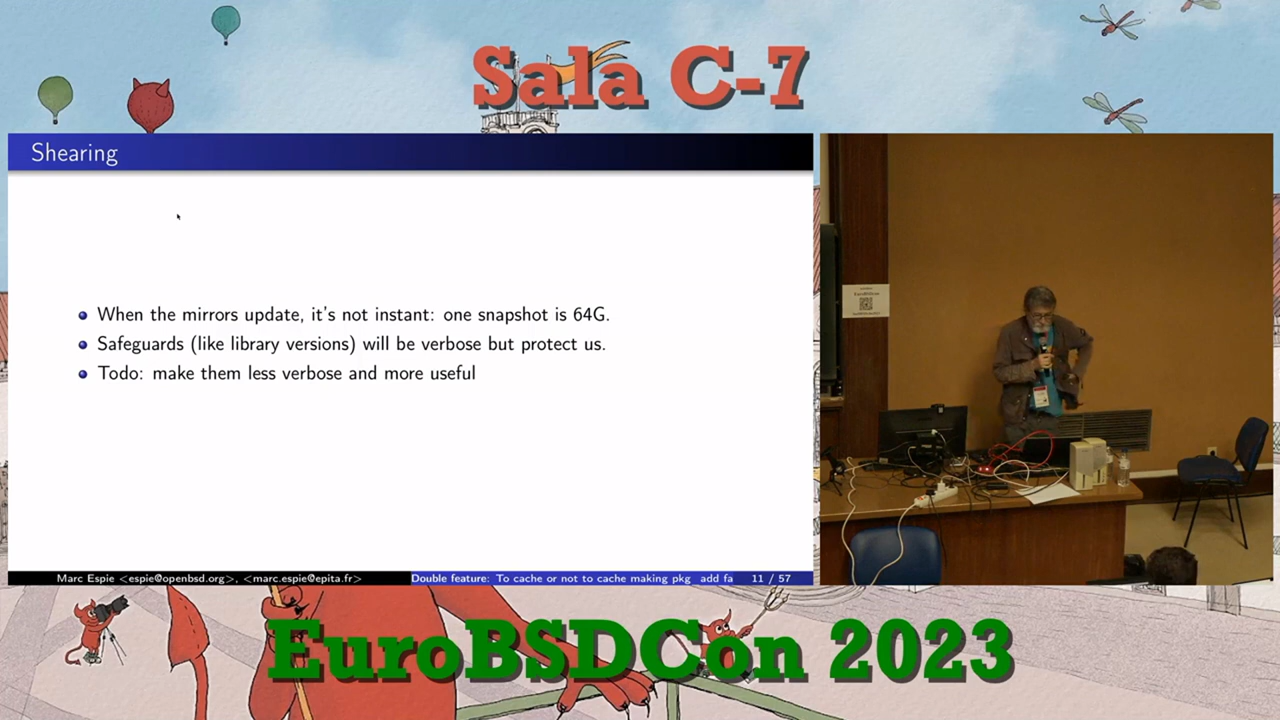 Sala C-7
Shearing
When the mirrors update, it's not instant: one snapshot is 64G.
Safeguards (like library versions) will be verbose but protect us.
Todo: make them less verbose and more useful
Marc Espie <espie@openbsd.org>, <marc.espie@epita.fr>
Double feature: To cache or not to cache making pkg_add fa
11 / 57
EuroBSDCon 2023